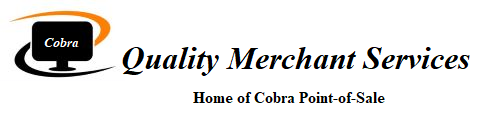 Cobra
Quality Merchant Services
Home of Cobra Point-of-Sale